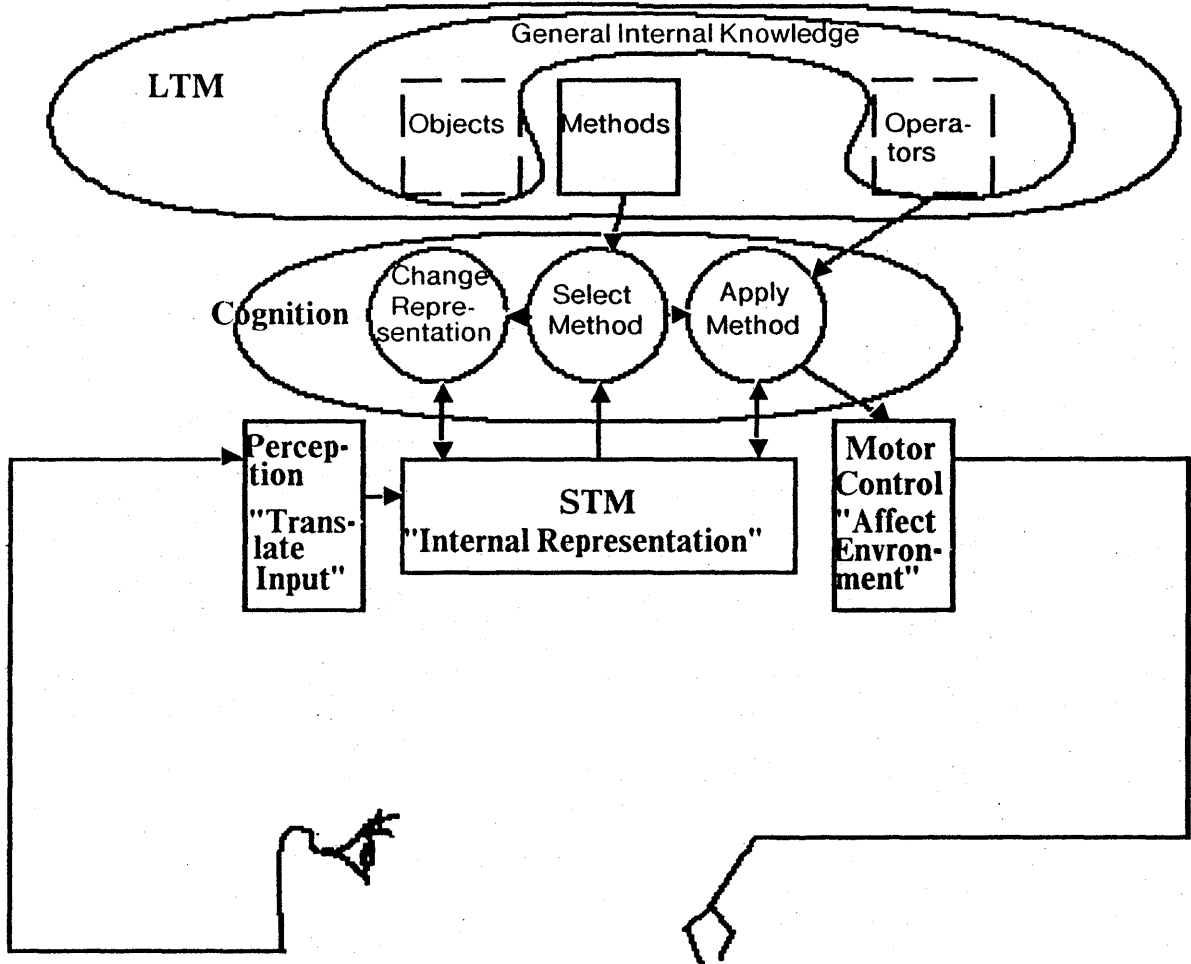 General Internal Knowledge
LTM
Objects
Methods
Opera-
tors
Cognition
Change
Repre-
sentation
Select
Method
Apply
Method
Percep-
tion
"Trans-
late
Input"
STM
"Internal Representation"
Motor
Control
"Affect
Envron-
ment"